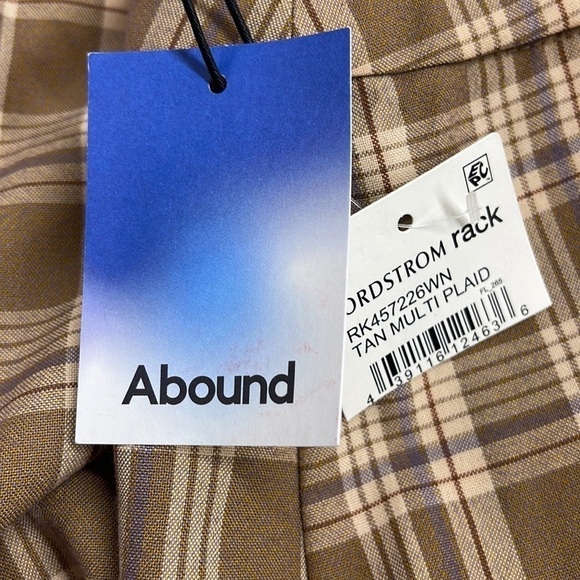 Abound
ORDSTROM rack
RK457226WN
TAN MULTI PLAID
FL_265
4 39116 12463 6